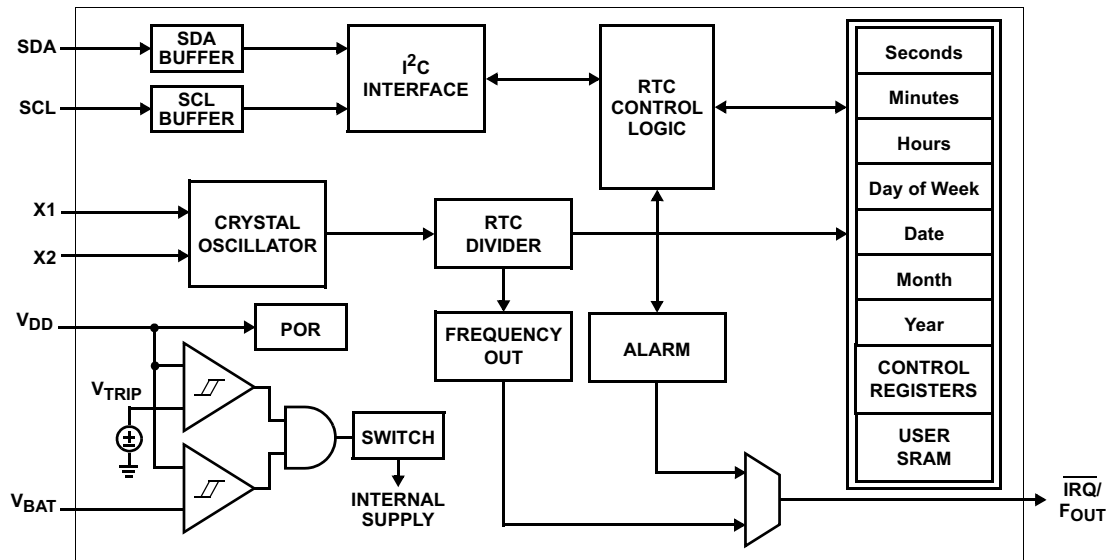 SDA
SDA
BUFFER
SCL
SCL
BUFFER
I²C
INTERFACE
RTC
CONTROL
LOGIC
Seconds
Minutes
Hours
Day of Week
Date
Month
Year
CONTROL
REGISTERS
USER
SRAM
X1
X2
CRYSTAL
OSCILLATOR
RTC
DIVIDER
VDD
POR
FREQUENCY
OUT
ALARM
VTRIP
SWITCH
INTERNAL
SUPPLY
VBAT
IRQ/
FOUT